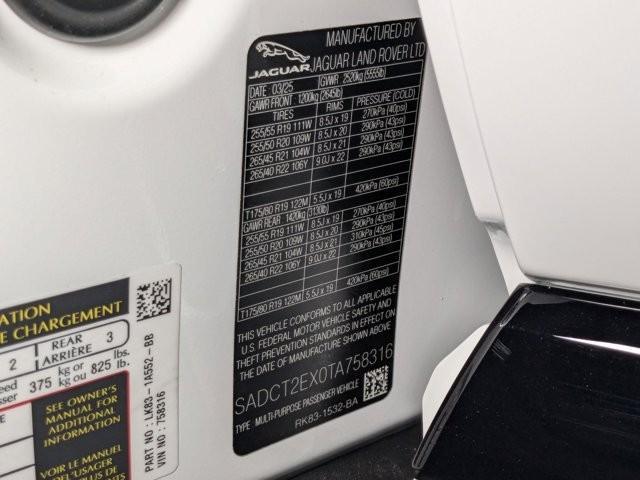 MANUFACTURED BY
JAGUAR LAND ROVER LTD
JAGUAR
DATE 03/25 GVWR 2520kg (5555lb)
GAWR FRONT 1200kg (2645lb)
TIRES RIMS PRESSURE (COLD)
255/55 R19 111W 8.5J x 19 270kPa (40psi)
255/50 R20 109W 8.5J x 20 290kPa (43psi)
265/45 R21 104W 8.5J x 21 290kPa (43psi)
265/40 R22 106Y 9.0J x 22 290kPa (43psi)
T175/80 R19 122M 5.5J x 19 420kPa (60psi)
GAWR REAR 1420kg (3130lb)
255/55 R19 111W 8.5J x 19 270kPa (40psi)
255/50 R20 109W 8.5J x 20 290kPa (43psi)
265/45 R21 104W 8.5J x 21 310kPa (45psi)
265/40 R22 106Y 9.0J x 22 290kPa (43psi)
T175/80 R19 122M 5.5J x 19 420kPa (60psi)
THIS VEHICLE CONFORMS TO ALL APPLICABLE
U.S. FEDERAL MOTOR VEHICLE SAFETY AND
THEFT PREVENTION STANDARDS IN EFFECT ON
THE DATE OF MANUFACTURE SHOWN ABOVE
SADCT2EX0TA758316
TYPE: MULTI-PURPOSE PASSENGER VEHICLE
RK83-1532-BA
CHARGEMENT
2 REAR 3
ARRIÈRE
375 kg or 825 lbs.
kg ou lb.
SEE OWNER'S
MANUAL FOR
ADDITIONAL
INFORMATION
VOIR LE MANUEL
DE L'USAGER
POUR PLUS DE
PART NO : LK83-1A552-BB
VIN NO : 758316